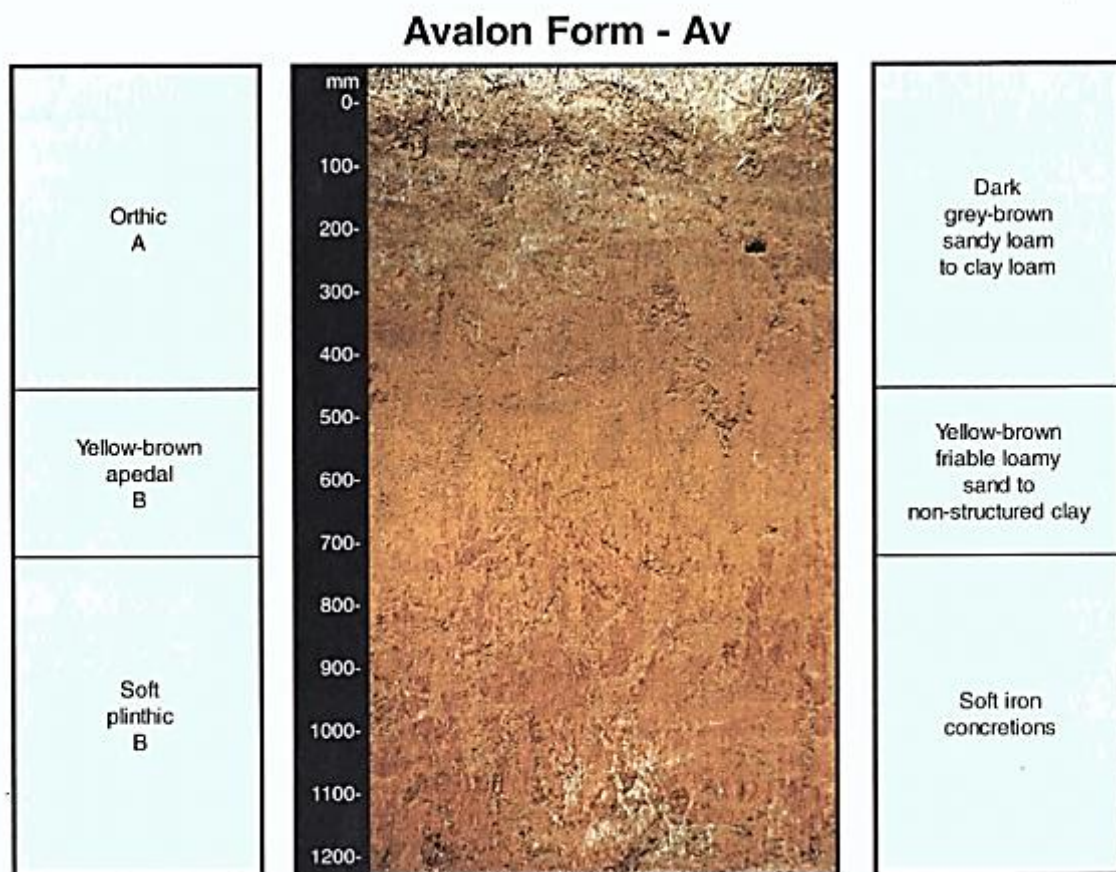 Avalon Form - Av
Orthic
A
Yellow-brown
apedal
B
Soft
plinthic
B
mm
0-
100-
200-
300-
400-
500-
600-
700-
800-
900-
1000-
1100-
1200-
Dark
grey-brown
sandy loam
to clay loam
Yellow-brown
friable loamy
sand to
non-structured clay
Soft iron
concretions